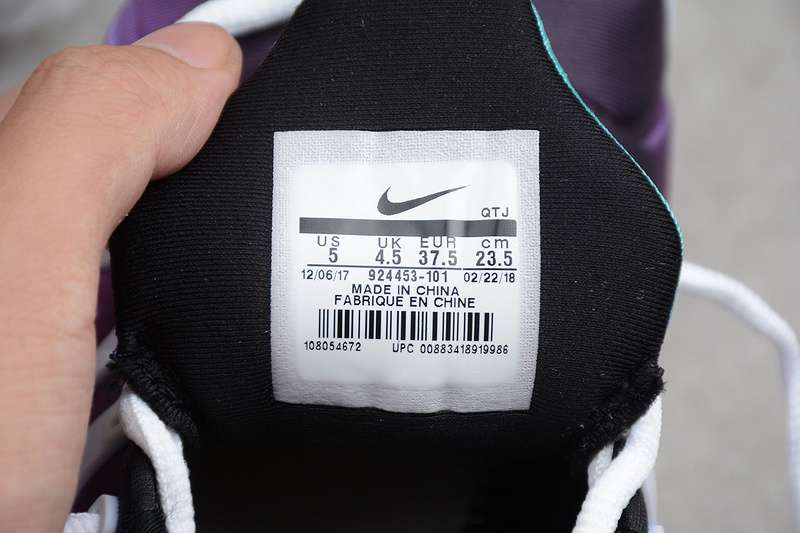 QTJ
US UK EUR cm
5 4.5 37.5 23.5
12/06/17 924453-101 02/22/18
MADE IN CHINA
FABRIQUE EN CHINE
108054672 UPC 00883418919986